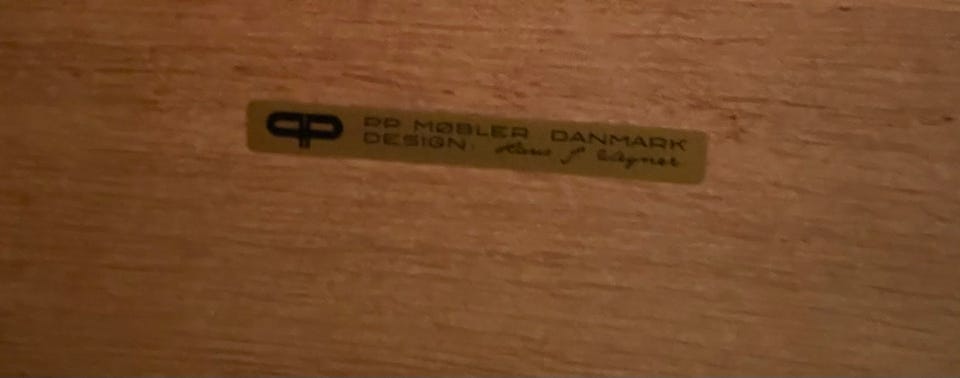 PP MØBLER DANMARK
DESIGN: Hans J Wegner